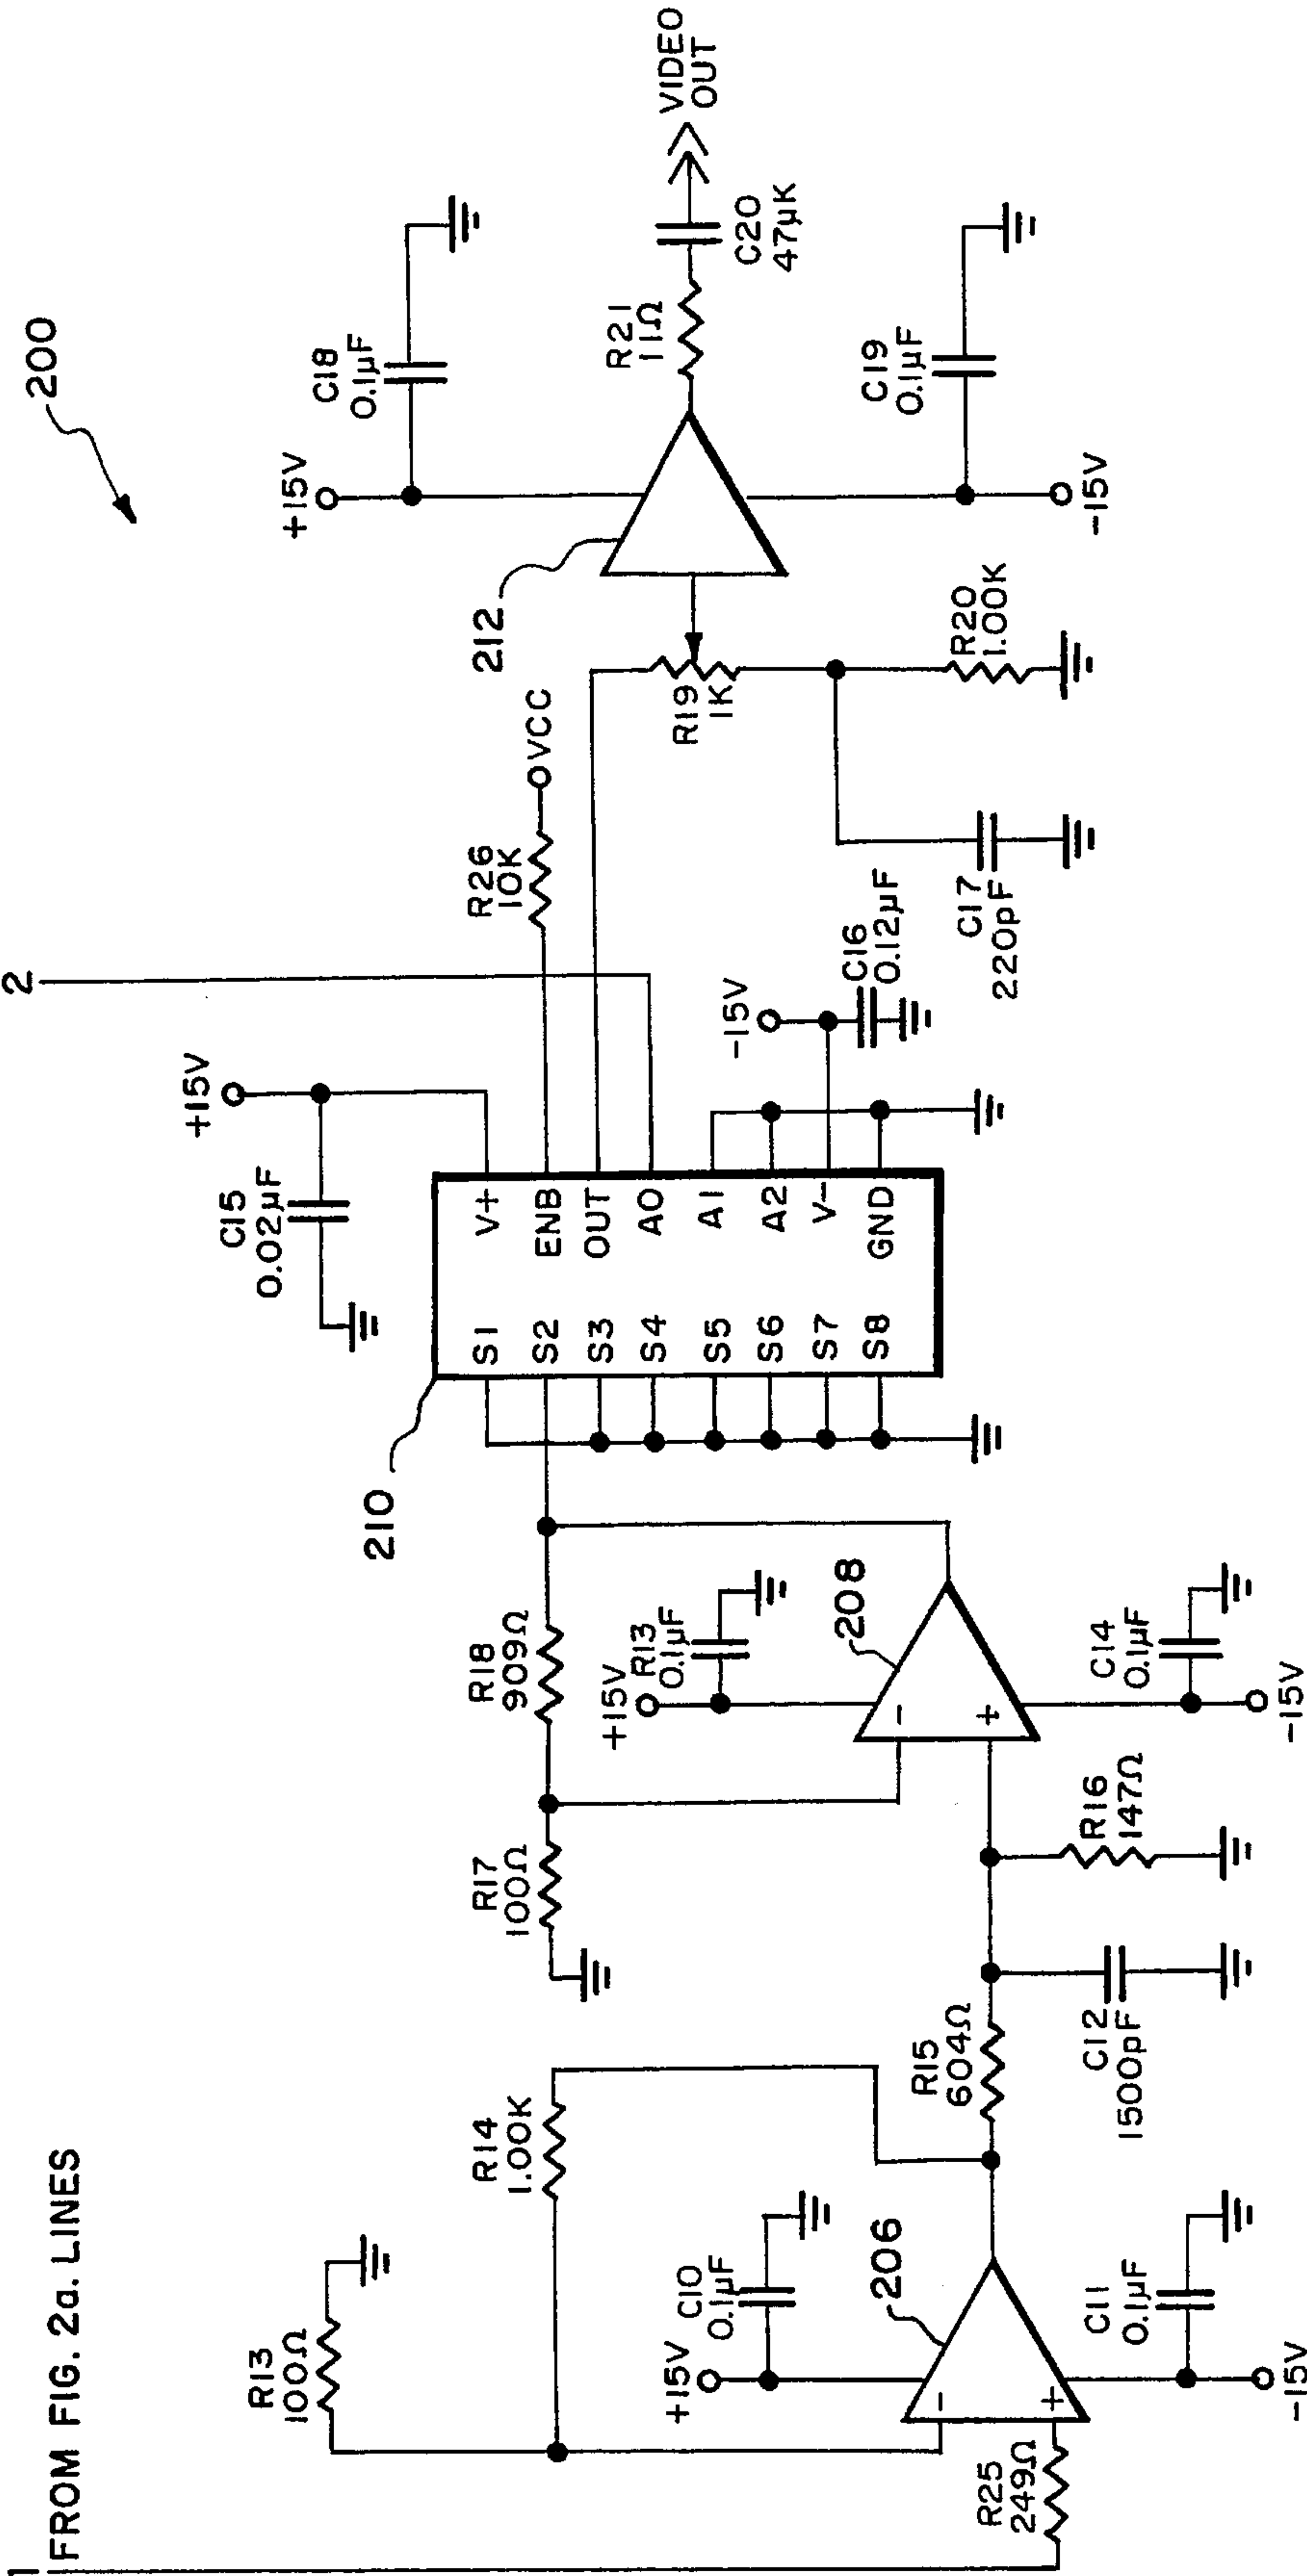 200
2
1
FROM FIG. 2a. LINES
R13
100Ω
R14
1.00K
+15V
C10
0.1µF
206
-
+
R25
249Ω
C11
0.1µF
-15V
R15
604Ω
C12
1500pF
R16
147Ω
R17
100Ω
R18
909Ω
+15V
R13
0.1µF
208
-
+
C14
0.1µF
-15V
210
S1
S2
S3
S4
S5
S6
S7
S8
V+
ENB
OUT
A0
A1
A2
V-
GND
C15
0.02µF
+15V
R26
10K
VCC
-15V
C16
0.12µF
C17
220pF
R19
1K
R20
1.00K
212
+15V
C18
0.1µF
-15V
C19
0.1µF
R21
11Ω
C20
47µK
VIDEO
OUT